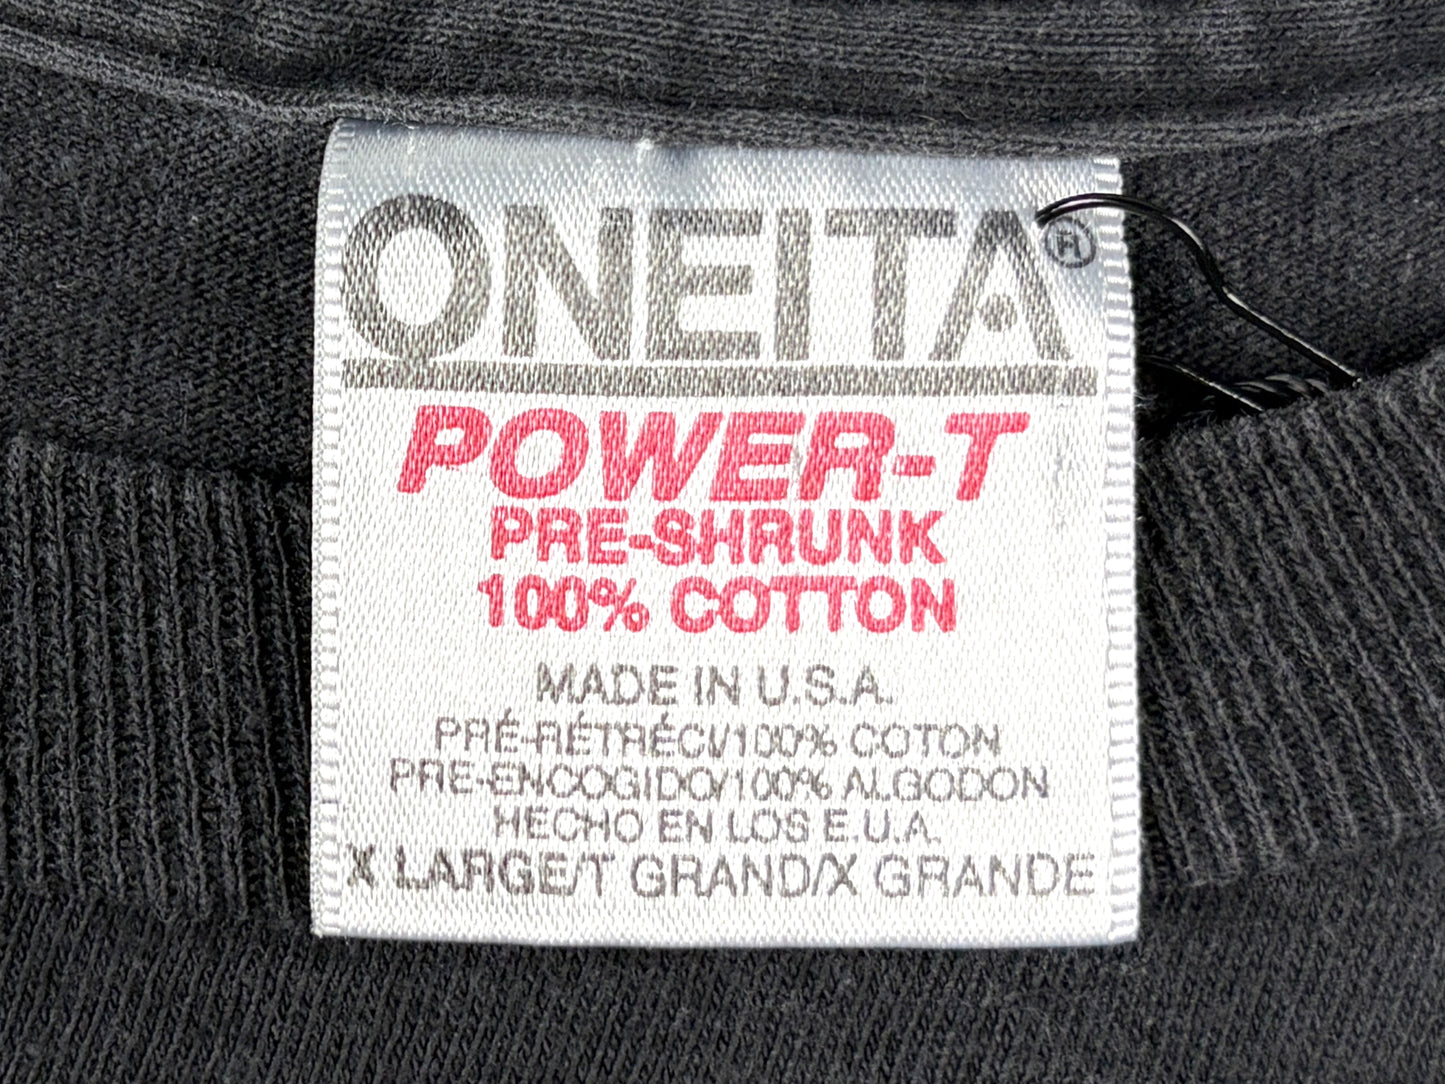 ONEITA®
POWER-T
PRE-SHRUNK
100% COTTON
MADE IN U.S.A.
PRÉ-RÉTRÉCI/100% COTON
PRE-ENCOGIDO/100% ALGODON
HECHO EN LOS E.U.A.
X LARGE/T GRAND/X GRANDE